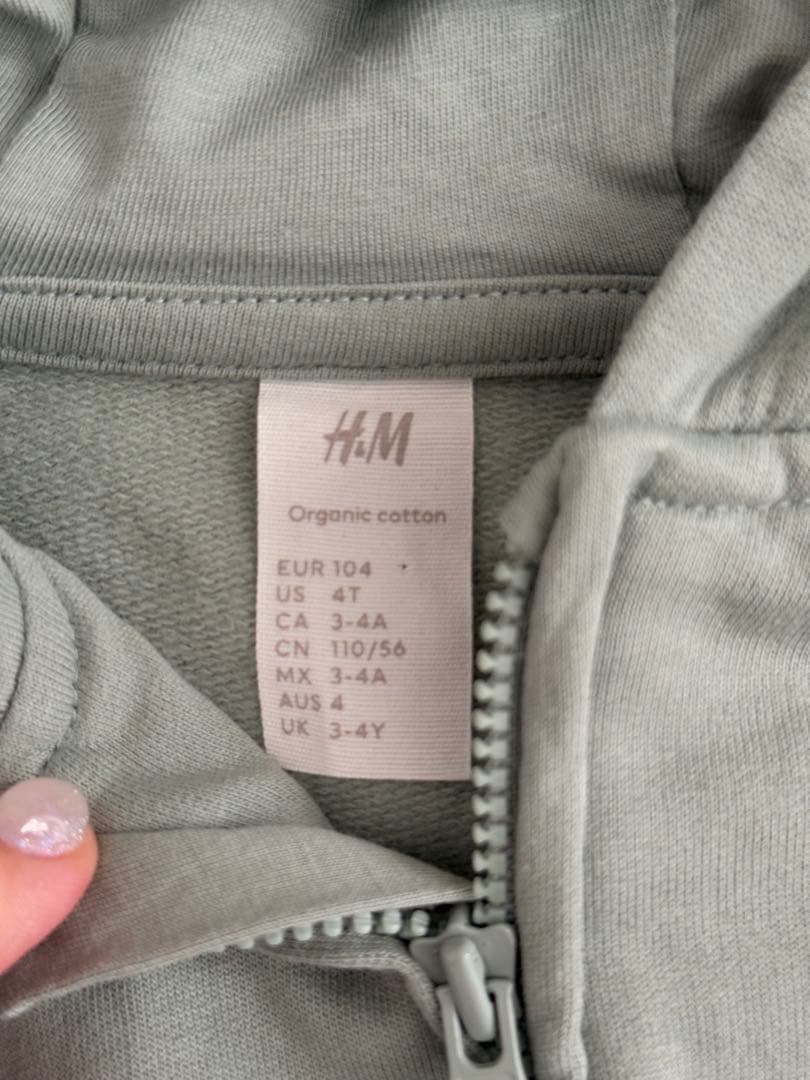 H&M
Organic cotton
EUR 104
US 4T
CA 3-4A
CN 110/56
MX 3-4A
AUS 4
UK 3-4Y